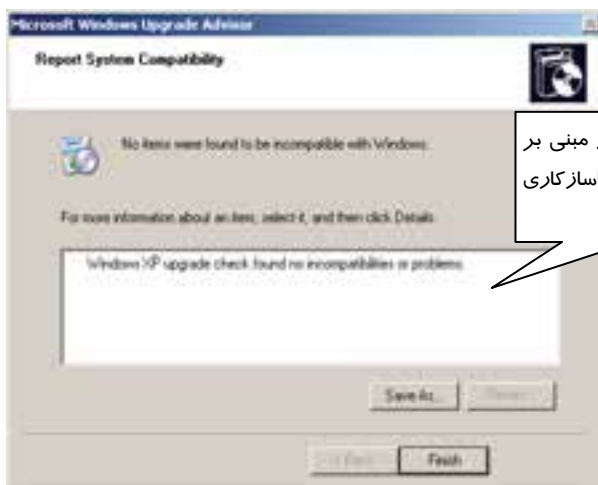 Microsoft Windows Upgrade Advisor
Report System Compatibility
No items were found to be incompatible with Windows.
مبنی بر
اسازکاری
For more information about an item, select it, and then click Details.
Windows XP upgrade check found no incompatibilities or problems.
Save As...
< Back
Finish